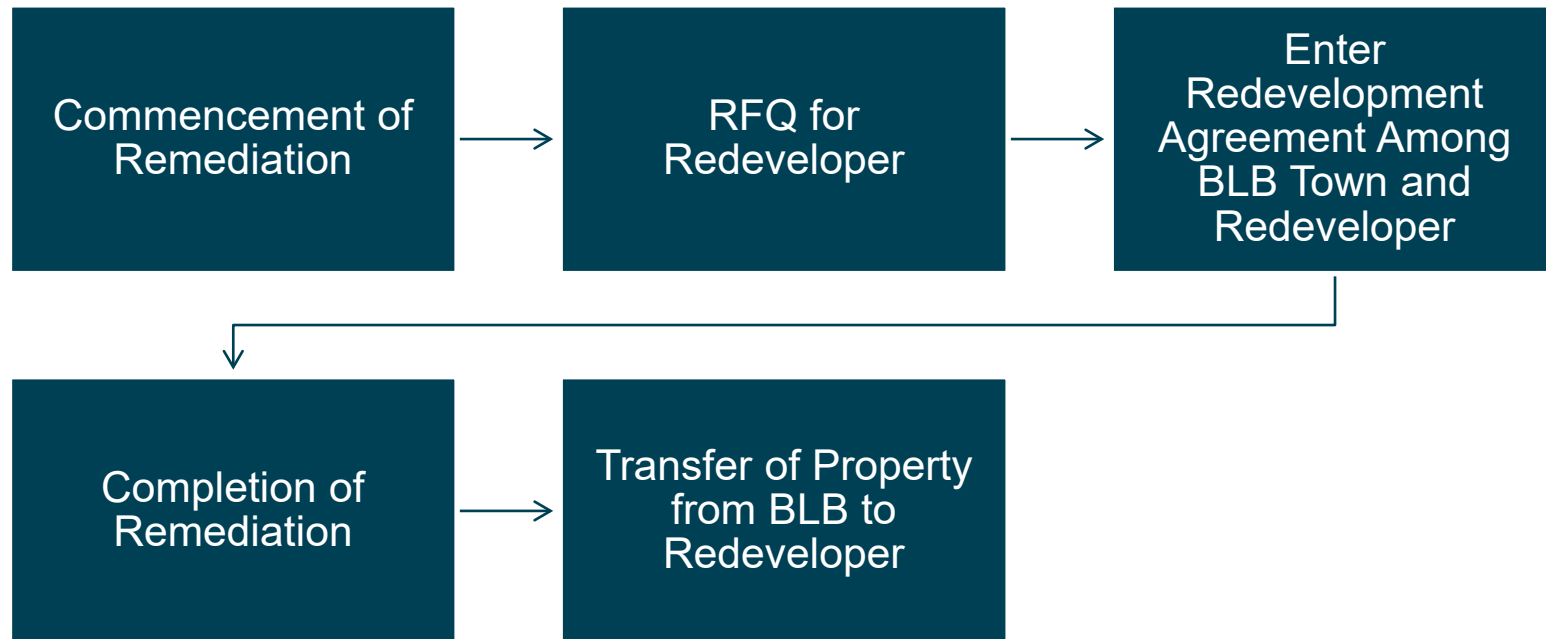 Commencement of
Remediation
RFQ for
Redeveloper
Enter
Redevelopment
Agreement Among
BLB Town and
Redeveloper
Completion of
Remediation
Transfer of Property
from BLB to
Redeveloper